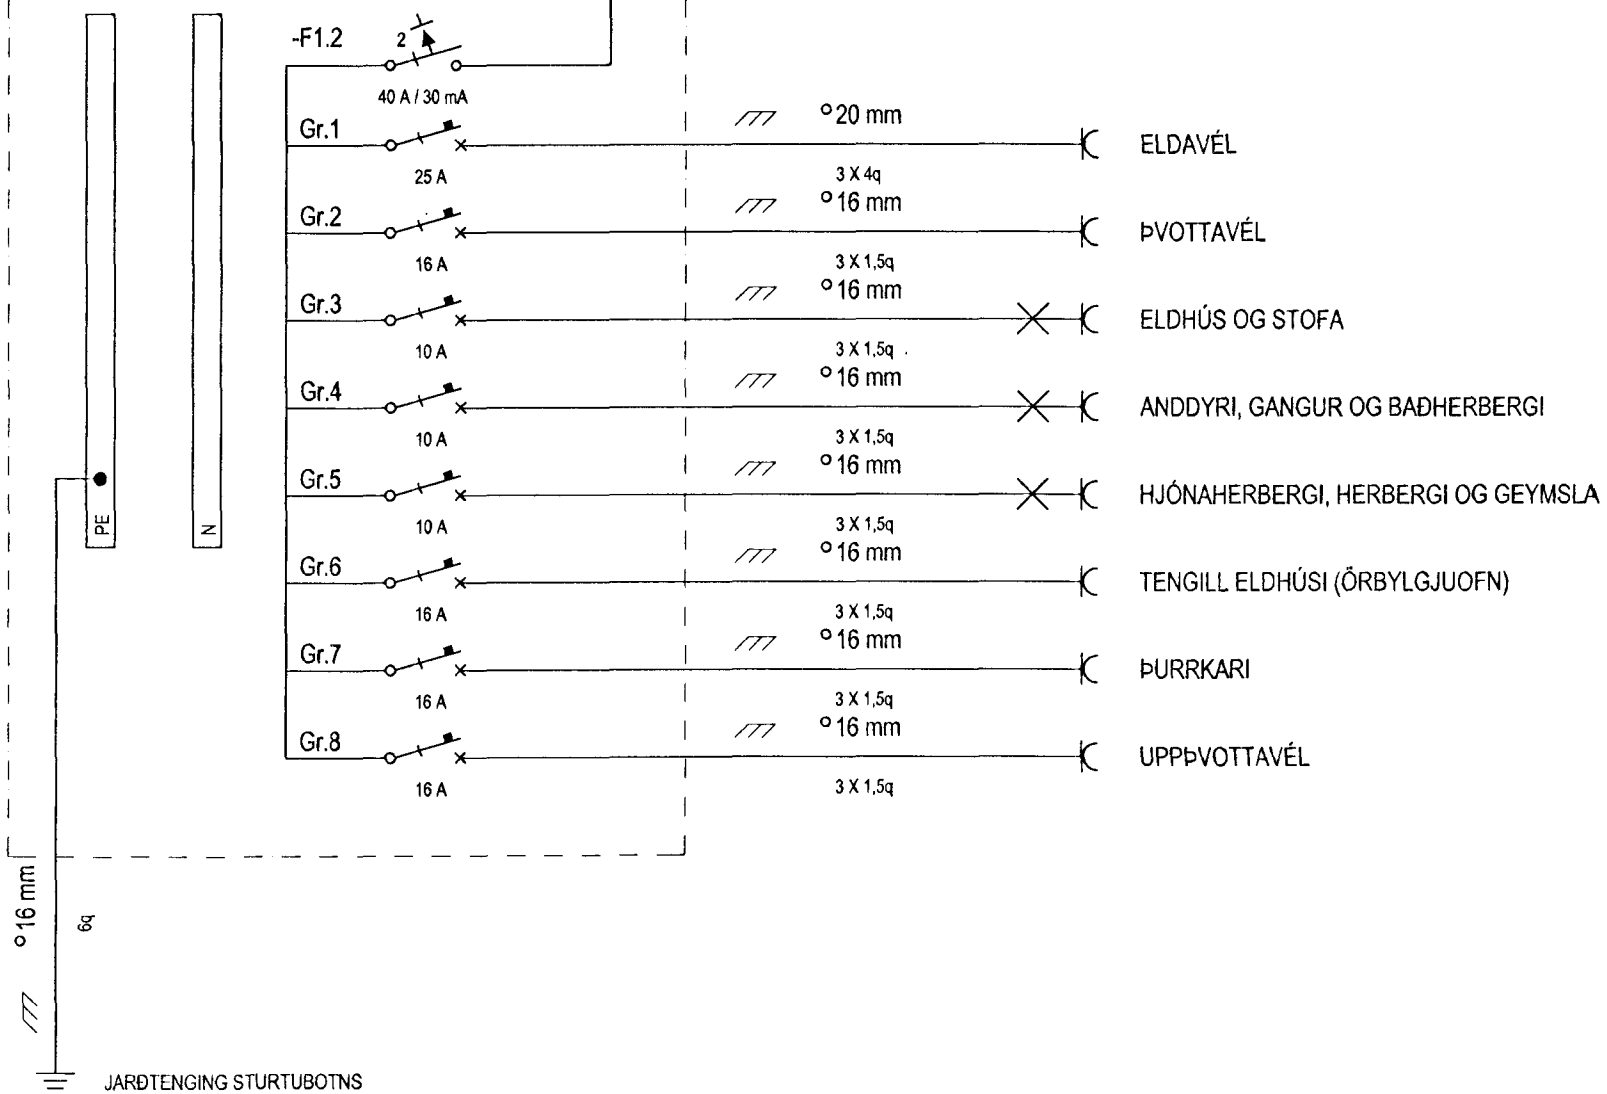 -F1.2
2
40 A / 30 mA
Gr.1
°20 mm
ELDAVÉL
25 A
3 X 4q
Gr.2
°16 mm
ÞVOTTAVÉL
16 A
3 X 1,5q
Gr.3
°16 mm
ELDHÚS OG STOFA
10 A
3 X 1,5q
Gr.4
°16 mm
ANDDYRI, GANGUR OG BAÐHERBERGI
10 A
3 X 1,5q
Gr.5
°16 mm
HJÓNAHERBERGI, HERBERGI OG GEYMSLA
10 A
3 X 1,5q
PE
N
Gr.6
°16 mm
TENGILL ELDHÚSI (ÖRBYLGJUOFN)
16 A
3 X 1,5q
Gr.7
°16 mm
ÞURRKARI
16 A
3 X 1,5q
Gr.8
°16 mm
UPPÞVOTTAVÉL
16 A
3 X 1,5q
°16 mm
6q
JARÐTENGING STURTUBOTNS